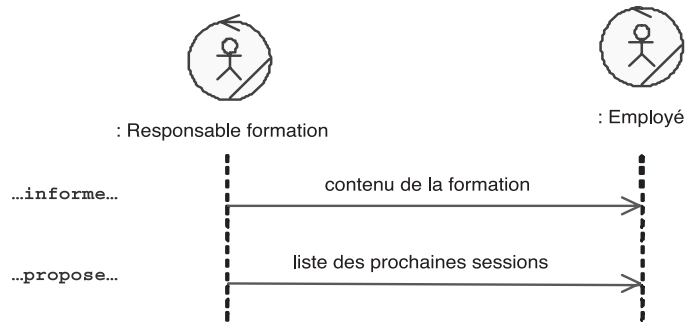 : Employé
: Responsable formation
…informe…
contenu de la formation
…propose…
liste des prochaines sessions